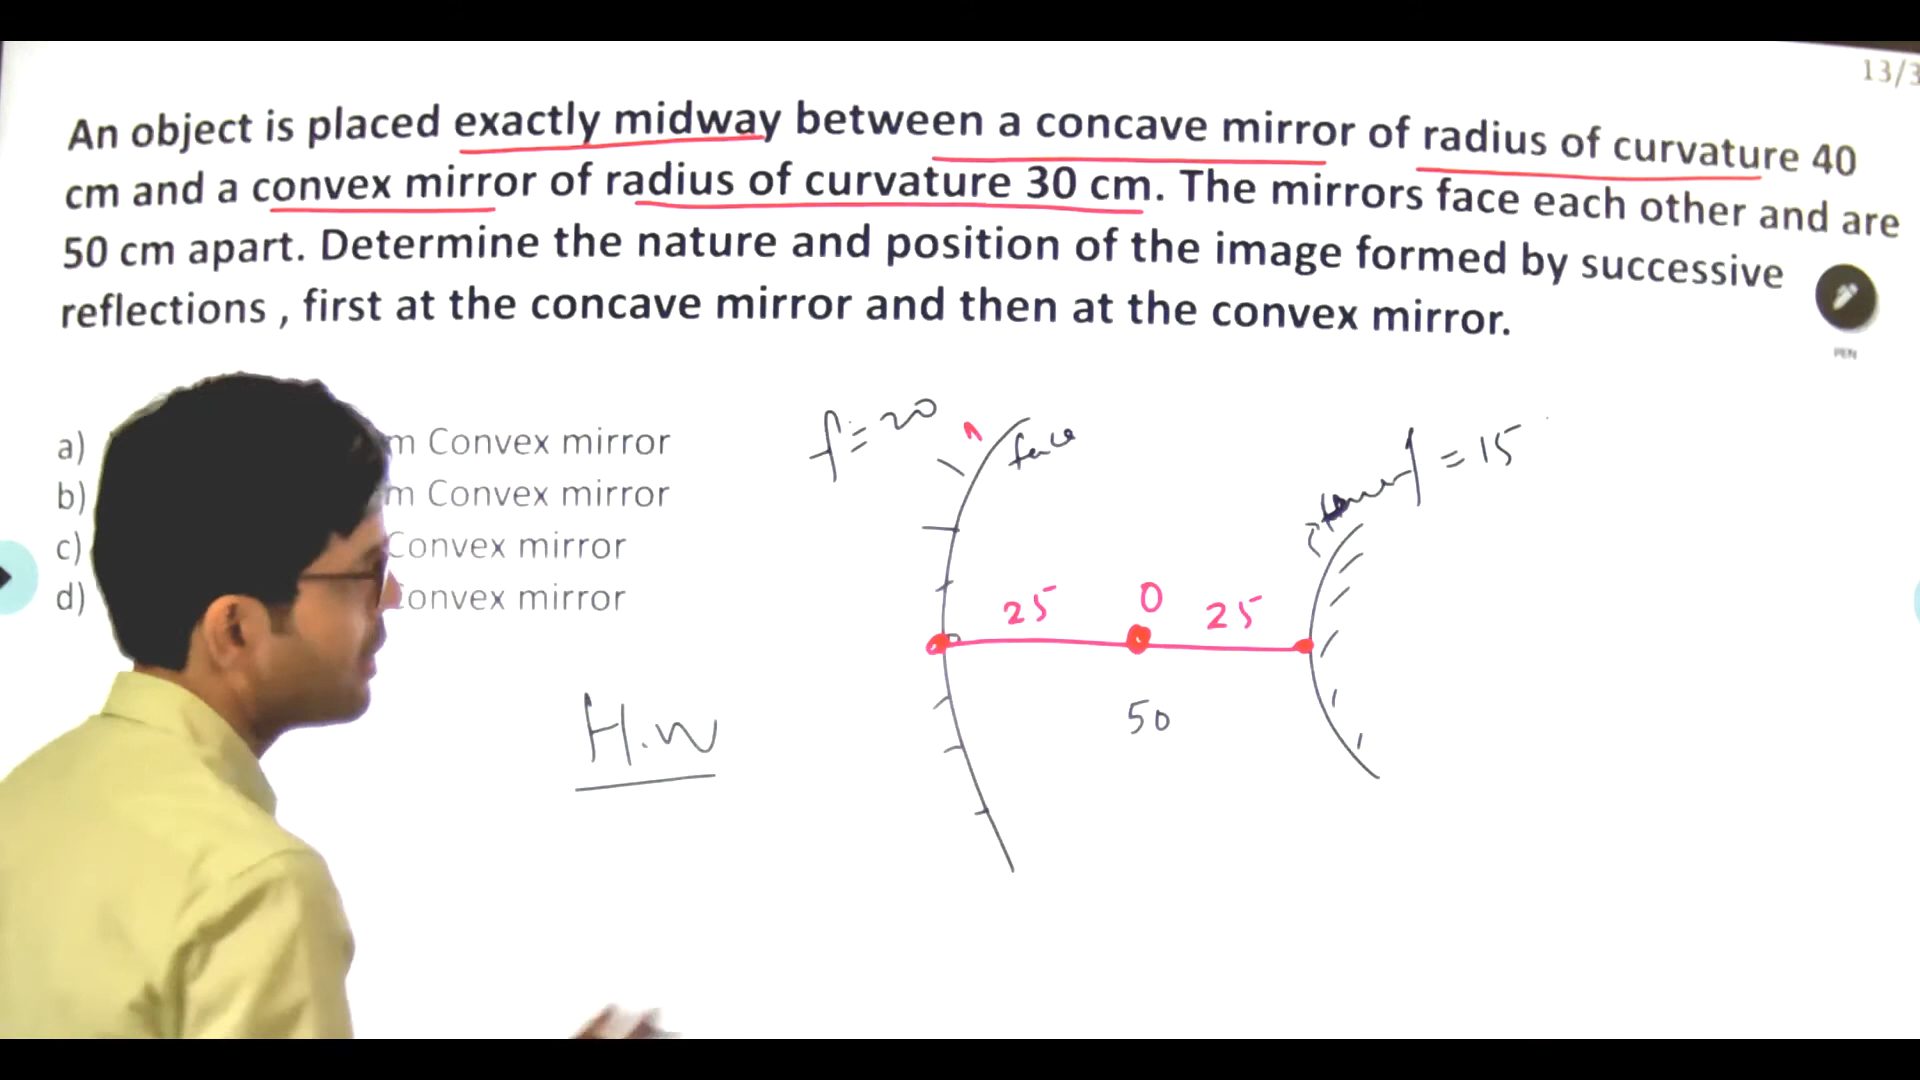 13/3
An object is placed exactly midway between a concave mirror of radius of curvature 40
cm and a convex mirror of radius of curvature 30 cm. The mirrors face each other and are
50 cm apart. Determine the nature and position of the image formed by successive
reflections , first at the concave mirror and then at the convex mirror.
PEN
a) m Convex mirror
b) m Convex mirror
c) Convex mirror
d) Convex mirror
f = 20
face
f = 15
25 O 25
50
H.W